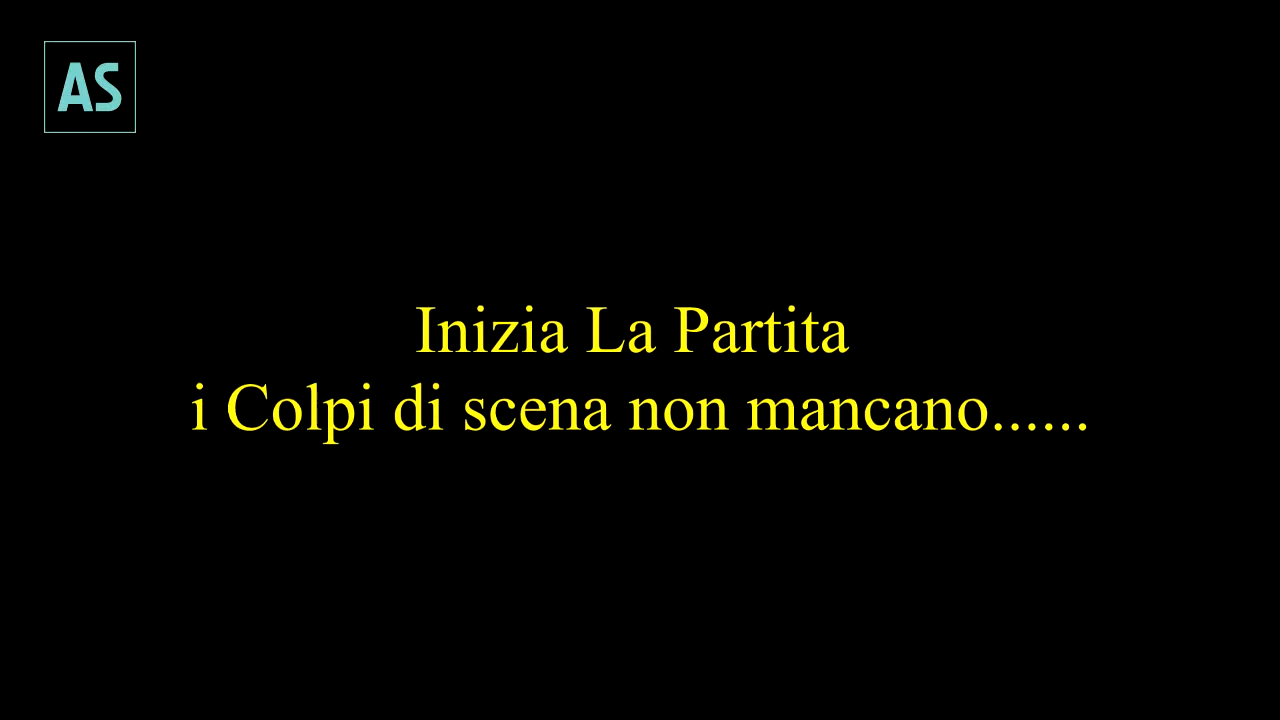 AS
Inizia La Partita
i Colpi di scena non mancano......